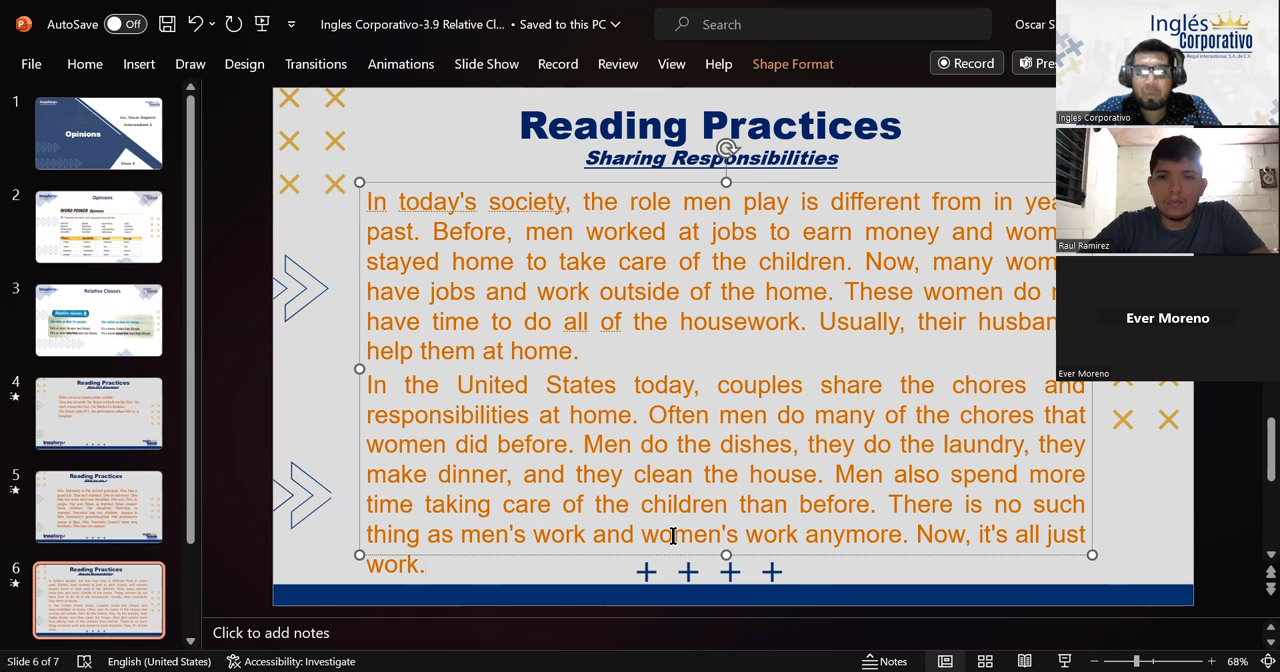 AutoSave Off Ingles Corporativo-3.9 Relative Cl... • Saved to this PC Search Oscar S
File Home Insert Draw Design Transitions Animations Slide Show Record Review View Help Shape Format Record
Inglés
Corporativo
Ingles Corporativo
Raul Ramirez
Ever Moreno
Ever Moreno
1
Opinions
2
Opinions
3
Relative Clauses
4
Reading Practices
5
Reading Practices
6
Reading Practices
Reading Practices
Sharing Responsibilities
In today's society, the role men play is different from in
past. Before, men worked at jobs to earn money and
stayed home to take care of the children. Now, many
have jobs and work outside of the home. These women do
have time to do all of the housework. Usually, their
help them at home.
In the United States today, couples share the chores and
responsibilities at home. Often men do many of the chores that
women did before. Men do the dishes, they do the laundry, they
make dinner, and they clean the house. Men also spend more
time taking care of the children than before. There is no such
thing as men's work and women's work anymore. Now, it's all just
work.
Click to add notes
Slide 6 of 7 English (United States) Accessibility: Investigate Notes 68%